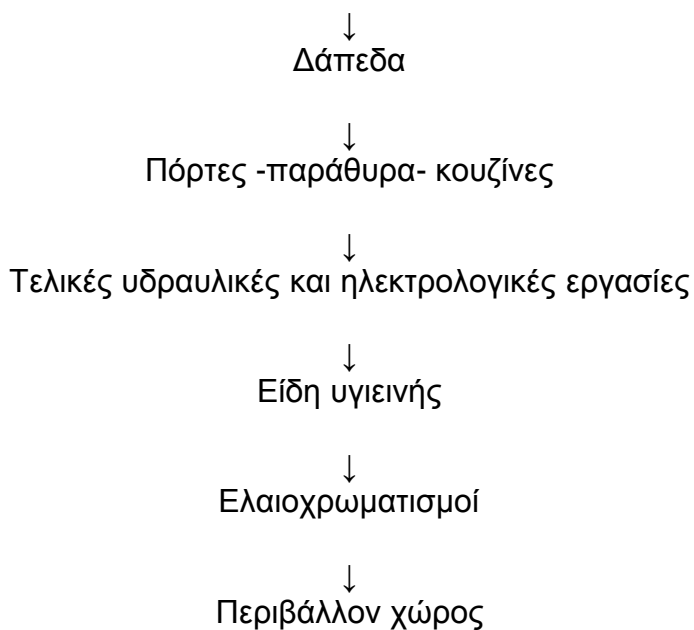 ↓
Δάπεδα
↓
Πόρτες -παράθυρα- κουζίνες
↓
Τελικές υδραυλικές και ηλεκτρολογικές εργασίες
↓
Είδη υγιεινής
↓
Ελαιοχρωματισμοί
↓
Περιβάλλον χώρος